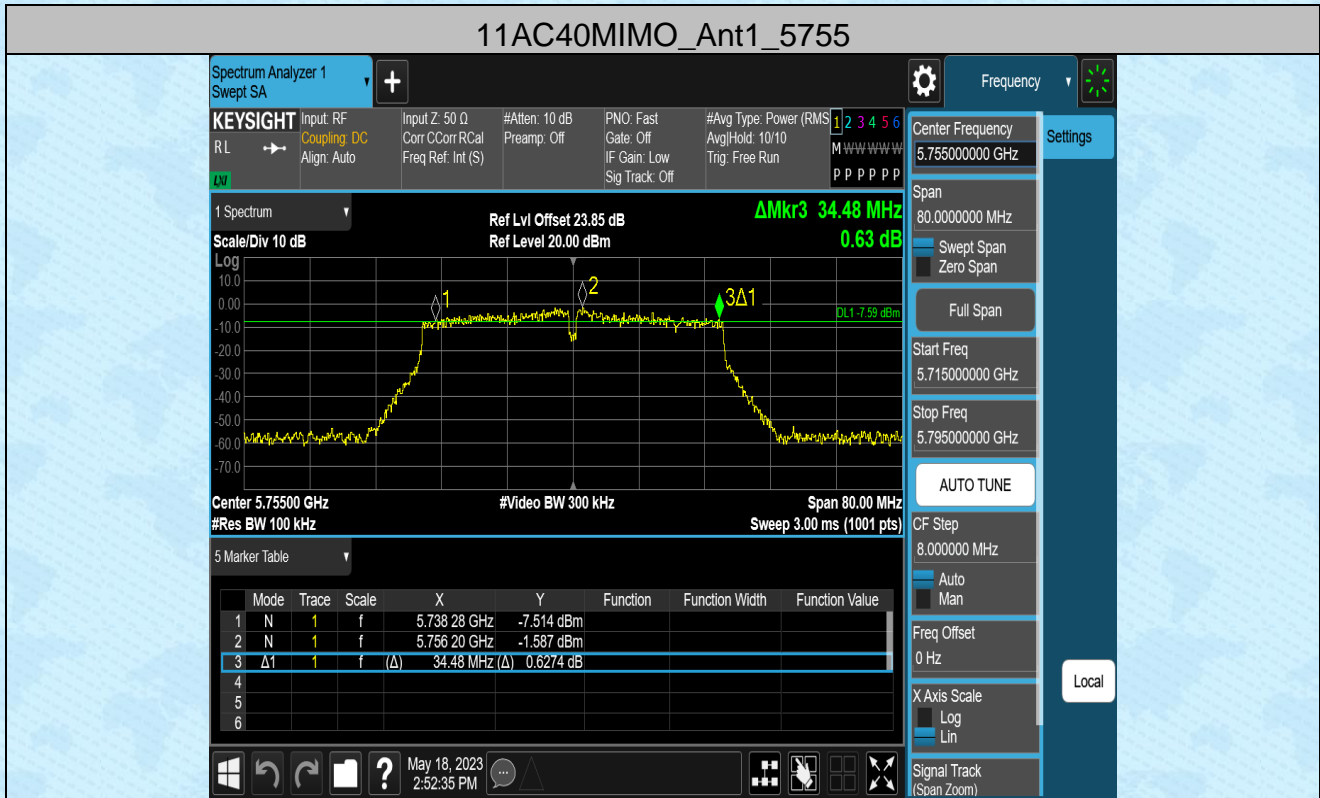 11AC40MIMO_Ant1_5755
Spectrum Analyzer 1
Swept SA
+
Frequency
KEYSIGHT
RL
LXI
Input: RF
Coupling: DC
Align: Auto
Input Z: 50 Ω
Corr CCorr RCal
Freq Ref: Int (S)
#Atten: 10 dB
Preamp: Off
PNO: Fast
Gate: Off
IF Gain: Low
Sig Track: Off
#Avg Type: Power (RMS
Avg|Hold: 10/10
Trig: Free Run
1 2 3 4 5 6
M W W W W W
P P P P P P
1 Spectrum
Scale/Div 10 dB
Ref Lvl Offset 23.85 dB
Ref Level 20.00 dBm
ΔMkr3 34.48 MHz
0.63 dB
Log
10.0
0.00
-10.0
-20.0
-30.0
-40.0
-50.0
-60.0
-70.0
1
2
3Δ1
DL1 -7.59 dBm
Center 5.75500 GHz
#Res BW 100 kHz
#Video BW 300 kHz
Span 80.00 MHz
Sweep 3.00 ms (1001 pts)
5 Marker Table
Mode Trace Scale X Y Function Function Width Function Value
1 N 1 f 5.738 28 GHz -7.514 dBm
2 N 1 f 5.756 20 GHz -1.587 dBm
3 Δ1 1 f (Δ) 34.48 MHz (Δ) 0.6274 dB
4
5
6
?
May 18, 2023
2:52:35 PM
Center Frequency
5.755000000 GHz
Span
80.0000000 MHz
Swept Span
Zero Span
Full Span
Start Freq
5.715000000 GHz
Stop Freq
5.795000000 GHz
AUTO TUNE
CF Step
8.000000 MHz
Auto
Man
Freq Offset
0 Hz
X Axis Scale
Log
Lin
Signal Track
(Span Zoom)
Settings
Local